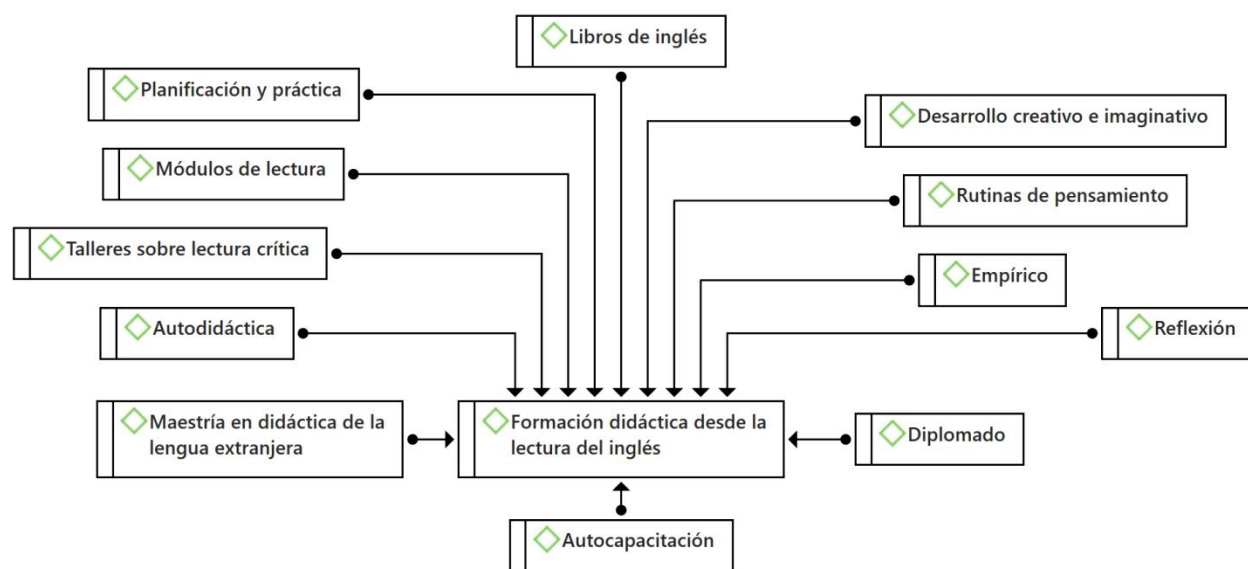 Libros de inglés
Planificación y práctica
Desarrollo creativo e imaginativo
Módulos de lectura
Rutinas de pensamiento
Talleres sobre lectura crítica
Empírico
Autodidáctica
Reflexión
Maestría en didáctica de la
lengua extranjera
Formación didáctica desde la
lectura del inglés
Diplomado
Autocapacitación